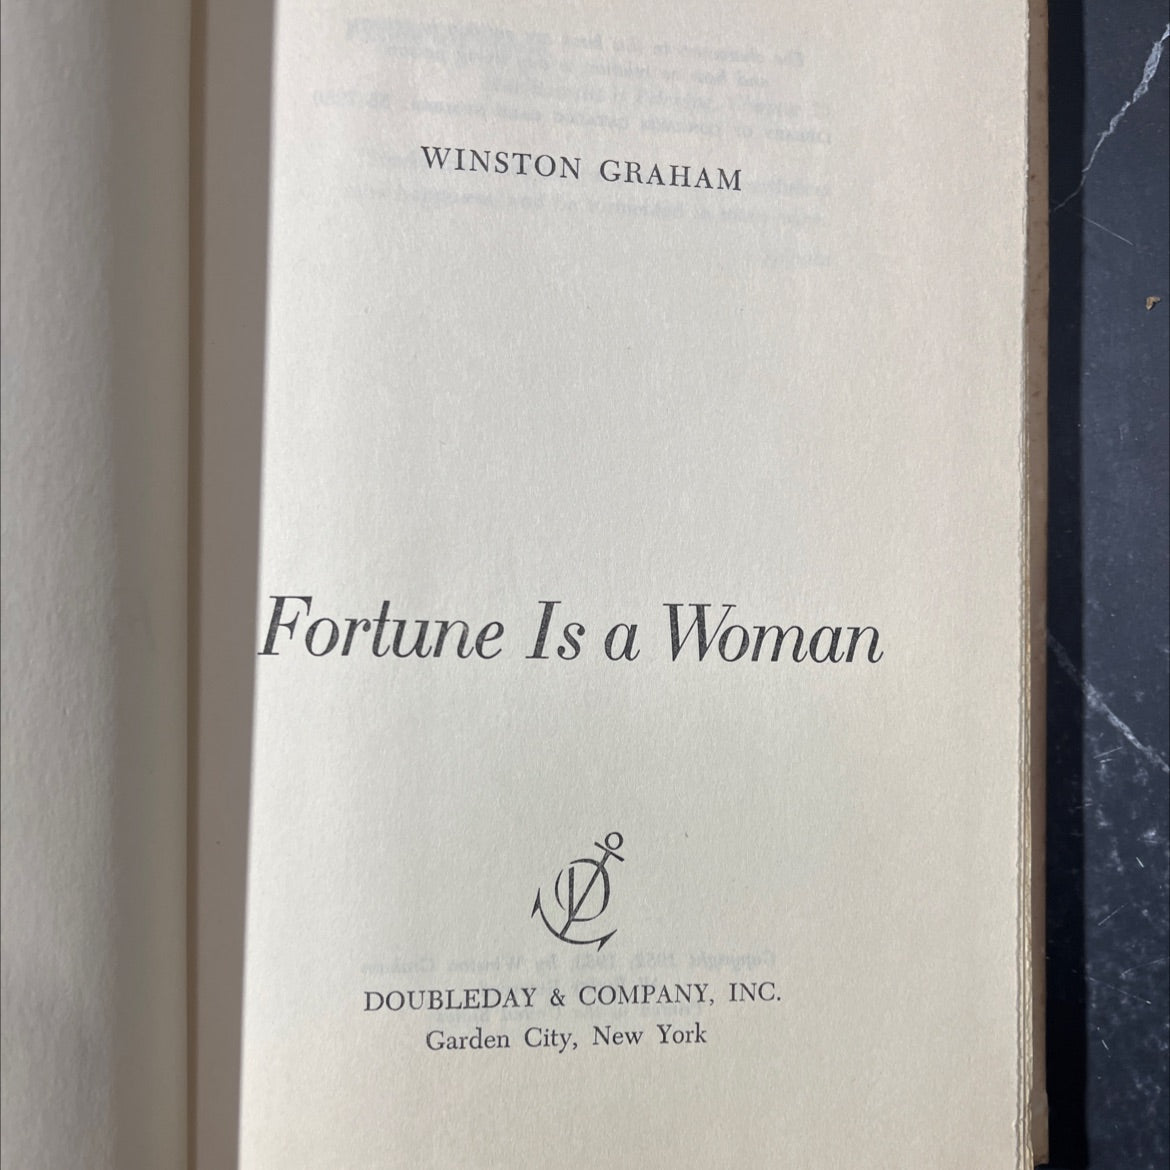 WINSTON GRAHAM
Fortune Is a Woman
DOUBLEDAY & COMPANY, INC.
Garden City, New York